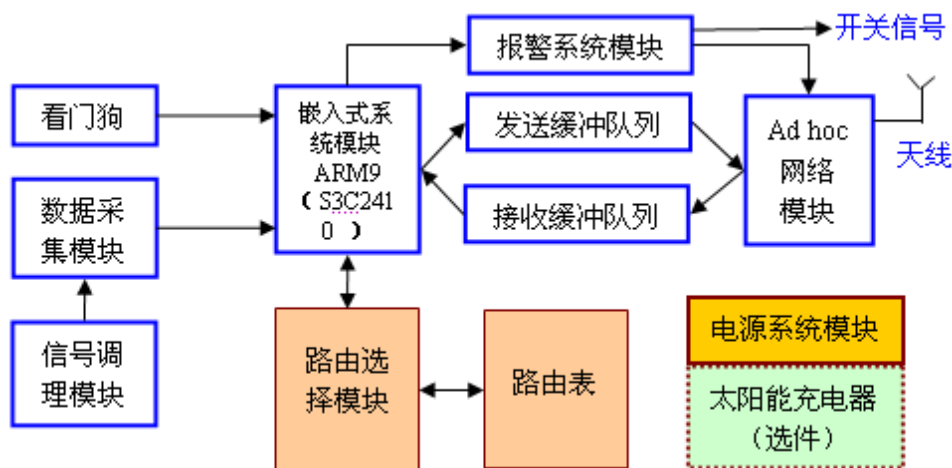 报警系统模块
开关信号
看门狗
嵌入式系
统模块
ARM9
（S3C241
0 ）
发送缓冲队列
接收缓冲队列
Ad hoc
网络
模块
天线
数据采
集模块
信号调
理模块
路由选
择模块
路由表
电源系统模块
太阳能充电器
（选件）